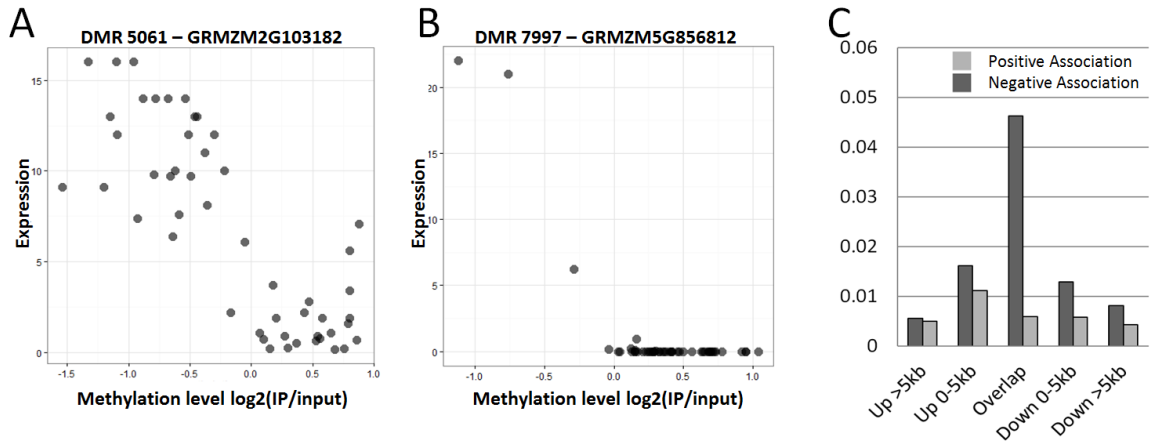 A
DMR 5061 – GRMZM2G103182
Expression
15
10
5
0
-1.5
-1.0
-0.5
0.0
0.5
1.0
Methylation level log2(IP/input)
B
DMR 7997 – GRMZM5G856812
Expression
20
15
10
5
0
-1.0
-0.5
0.0
0.5
1.0
Methylation level log2(IP/input)
C
Positive Association
Negative Association
0.06
0.05
0.04
0.03
0.02
0.01
0
Up >5kb
Up 0-5kb
Overlap
Down 0-5kb
Down >5kb